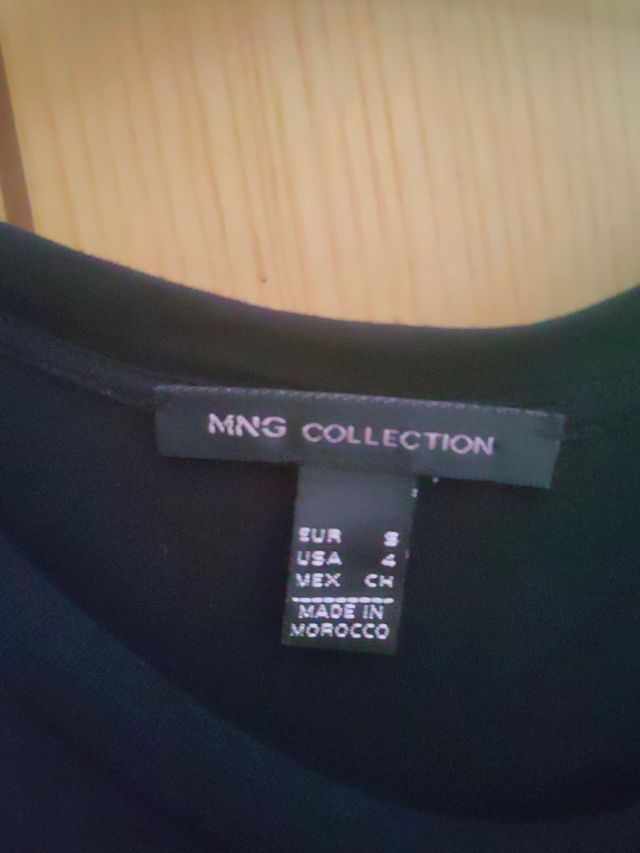 MNG COLLECTION
EUR S
USA 4
MEX CH
MADE IN
MOROCCO